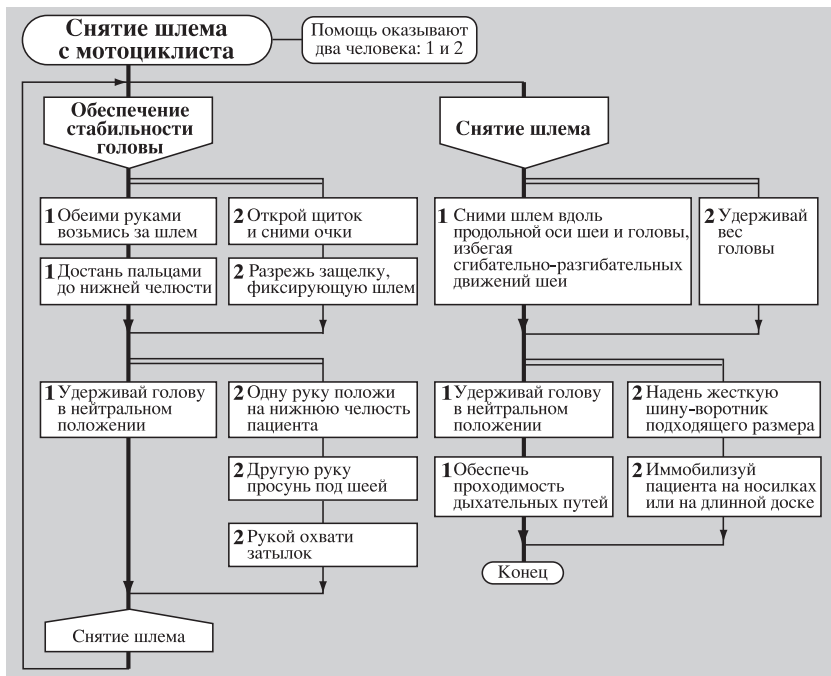 Снятие шлема
с мотоциклиста
Помощь оказывают
два человека: 1 и 2
Обеспечение
стабильности
головы
1 Обеими руками
возьмись за шлем
2 Открой щиток
и сними очки
1 Достань пальцами
до нижней челюсти
2 Разрежь защелку,
фиксирующую шлем
1 Удерживай голову
в нейтральном
положении
2 Одну руку положи
на нижнюю челюсть
пациента
2 Другую руку
просунь под шеей
2 Рукой охвати
затылок
Снятие шлема
Снятие шлема
1 Сними шлем вдоль
продольной оси шеи и головы,
избегая
сгибательно-разгибательных
движений шеи
2 Удерживай
вес
головы
1 Удерживай голову
в нейтральном
положении
2 Надень жесткую
шину-воротник
подходящего размера
1 Обеспечь
проходимость
дыхательных путей
2 Иммобилизуй
пациента на носилках
или на длинной доске
Конец